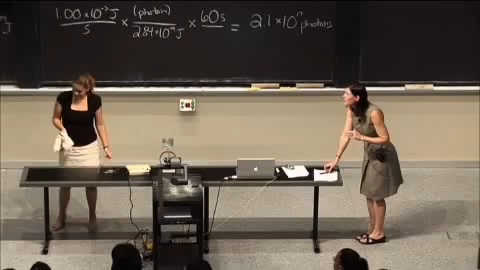 J
1.00 × 10⁻³ J / s × (photon) / 2.84 × 10⁻¹⁹ J × 60 s = 2.1 × 10¹⁷ photons